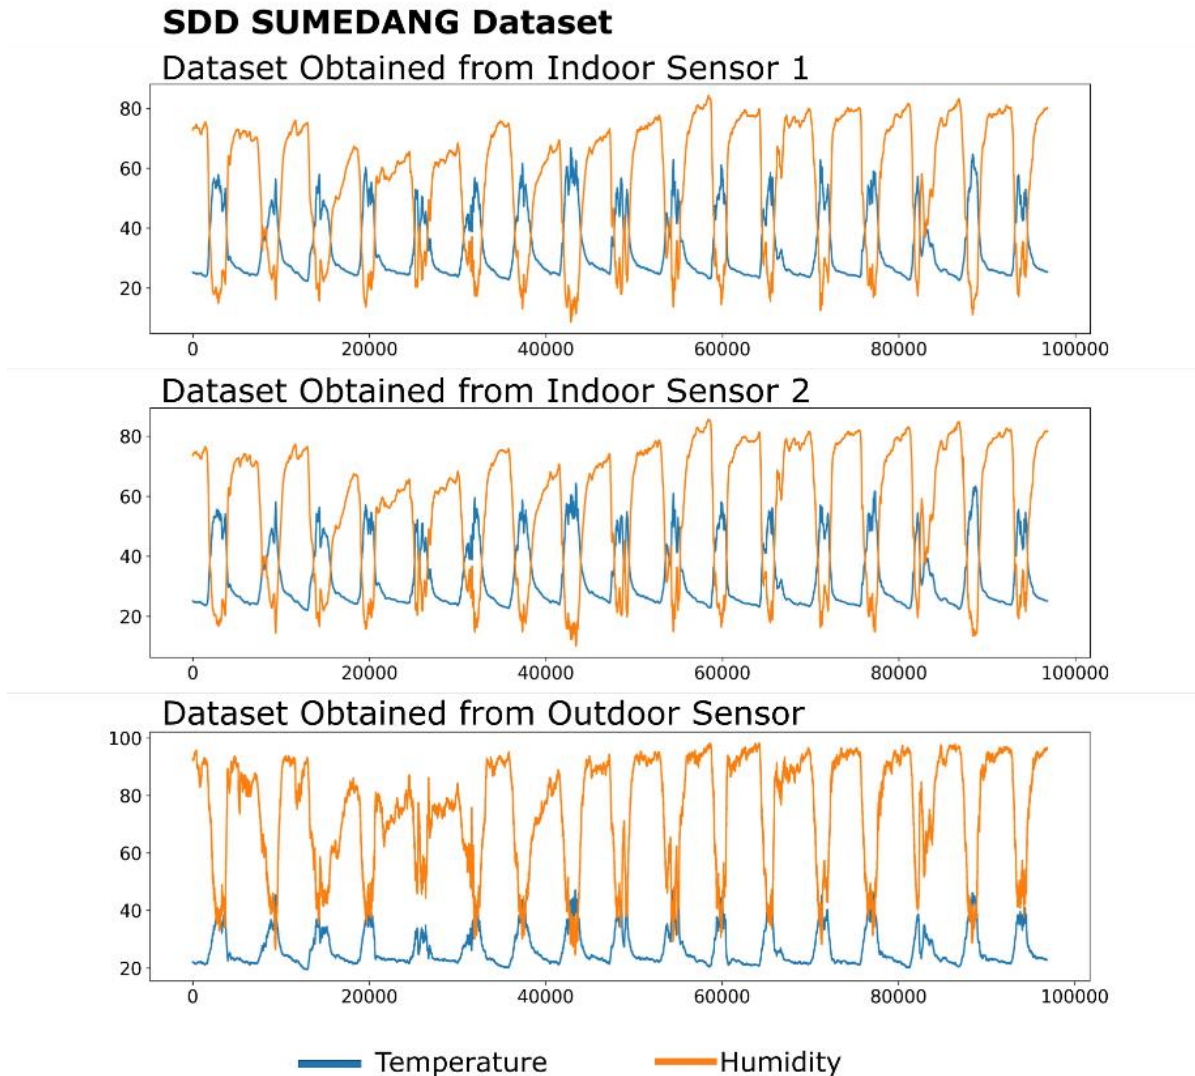 SDD SUMEDANG Dataset
Dataset Obtained from Indoor Sensor 1
80
60
40
20
0 20000 40000 60000 80000 100000
Dataset Obtained from Indoor Sensor 2
80
60
40
20
0 20000 40000 60000 80000 100000
Dataset Obtained from Outdoor Sensor
100
80
60
40
20
0 20000 40000 60000 80000 100000
Temperature Humidity